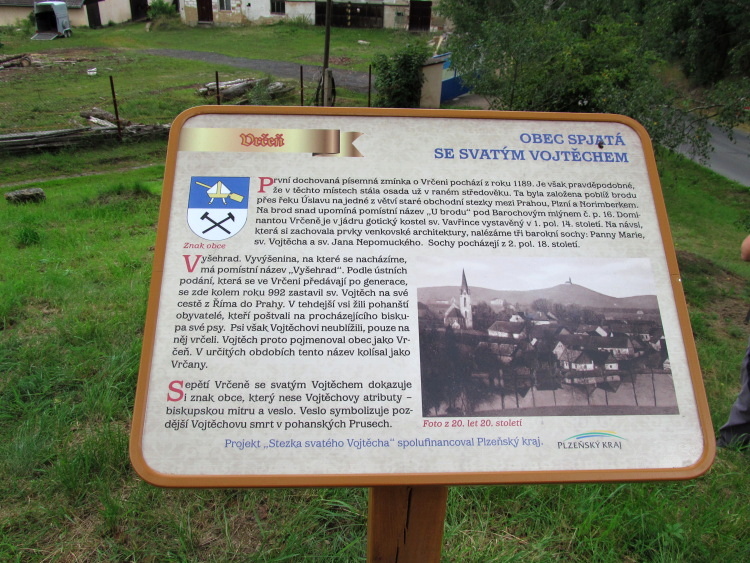 Vrčeň
OBEC SPJATÁ
SE SVATÝM VOJTĚCHEM
První dochovaná písemná zmínka o Vrčeni pochází z roku 1189. Je však pravděpodobné,
že v těchto místech stála osada už v raném středověku. Ta byla založena poblíž brodu
přes řeku Úslavu na jedné z větví staré obchodní stezky mezi Prahou, Plzní a Norimberkem.
Na brod snad upomíná pomístní název „U brodu" pod Barochovým mlýnem č. p. 16. Domi-
nantou Vrčeně je v jádru gotický kostel sv. Vavřince vystavěný v 1. pol. 14. století. Na návsi,
která si zachovala prvky venkovské architektury, nalézáme tři barokní sochy: Panny Marie,
sv. Vojtěcha a sv. Jana Nepomuckého. Sochy pocházejí z 2. pol. 18. století.
Znak obce
Vyšehrad. Vyvýšenina, na které se nacházíme,
má pomístní název „Vyšehrad". Podle ústních
podání, která se ve Vrčeni předávají po generace,
se zde kolem roku 992 zastavil sv. Vojtěch na své
cestě z Říma do Prahy. V tehdejší vsi žili pohanští
obyvatelé, kteří poštvali na procházejícího bisku-
pa své psy. Psi však Vojtěchovi neublížili, pouze na
něj vrčeli. Vojtěch proto pojmenoval obec jako Vr-
čeň. V určitých obdobích tento název kolísal jako
Vrčany.
Sepětí Vrčeně se svatým Vojtěchem dokazuje
i znak obce, který nese Vojtěchovy atributy –
biskupskou mitru a veslo. Veslo symbolizuje poz-
dější Vojtěchovu smrt v pohanských Prusech.
Foto z 20. let 20. století
Projekt „Stezka svatého Vojtěcha" spolufinancoval Plzeňský kraj.
PLZEŇSKÝ KRAJ